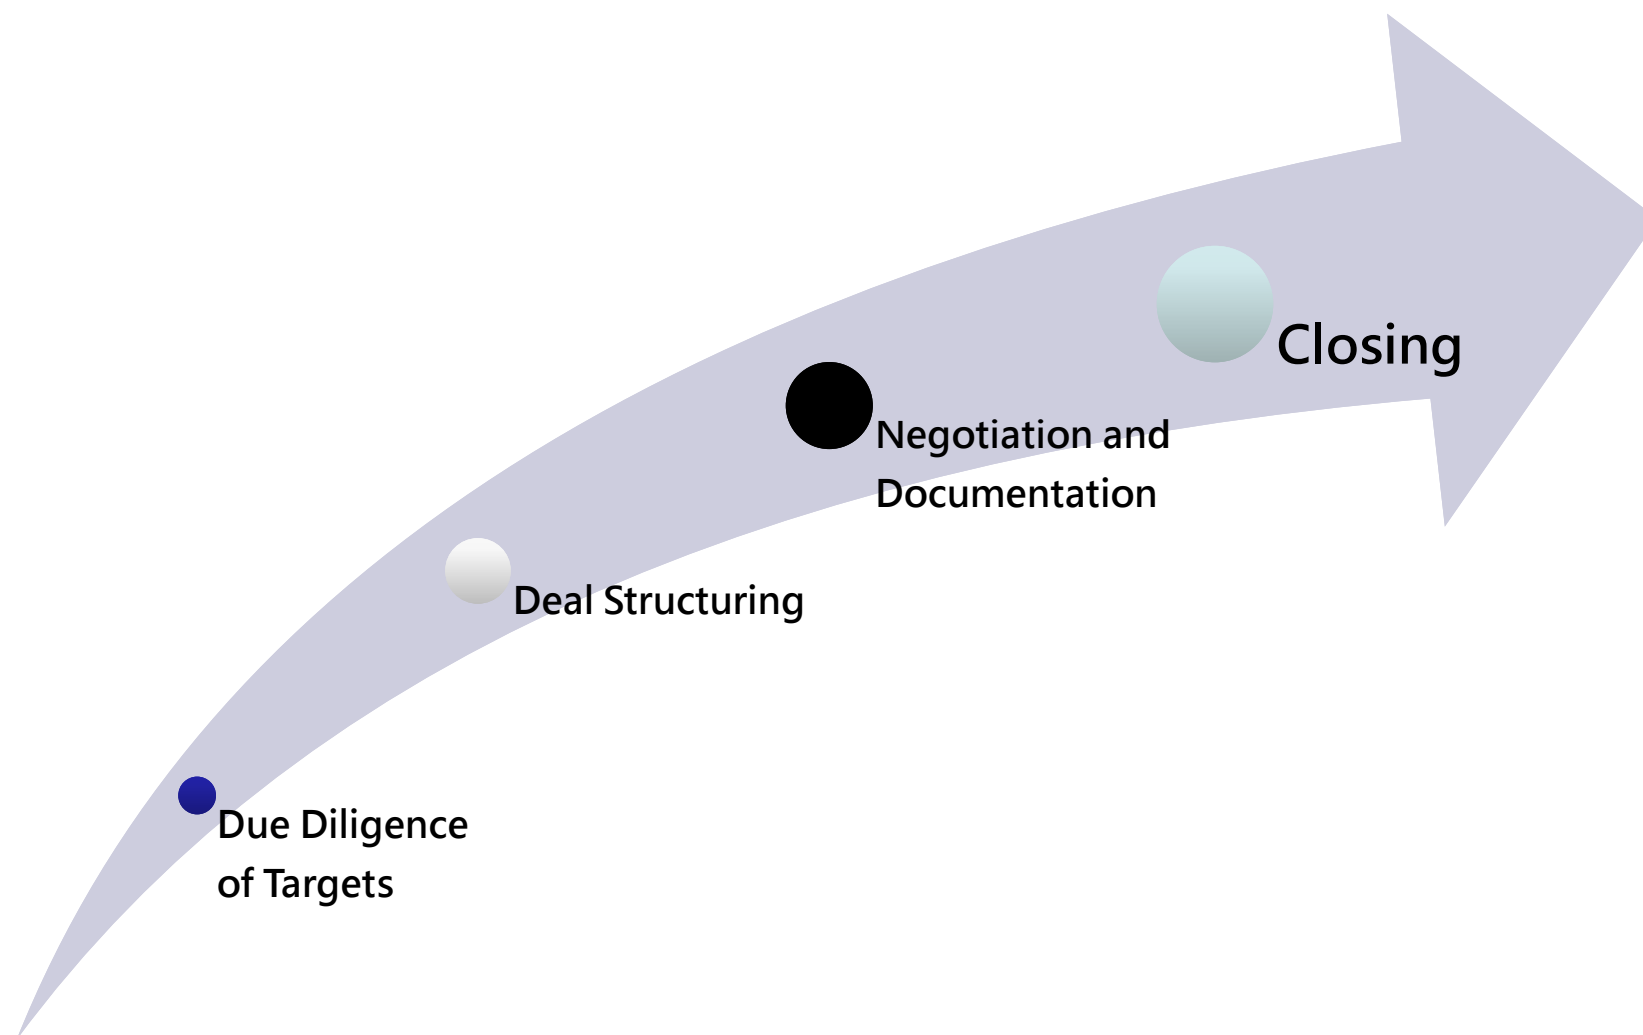 Closing
Negotiation and
Documentation
Deal Structuring
Due Diligence
of Targets